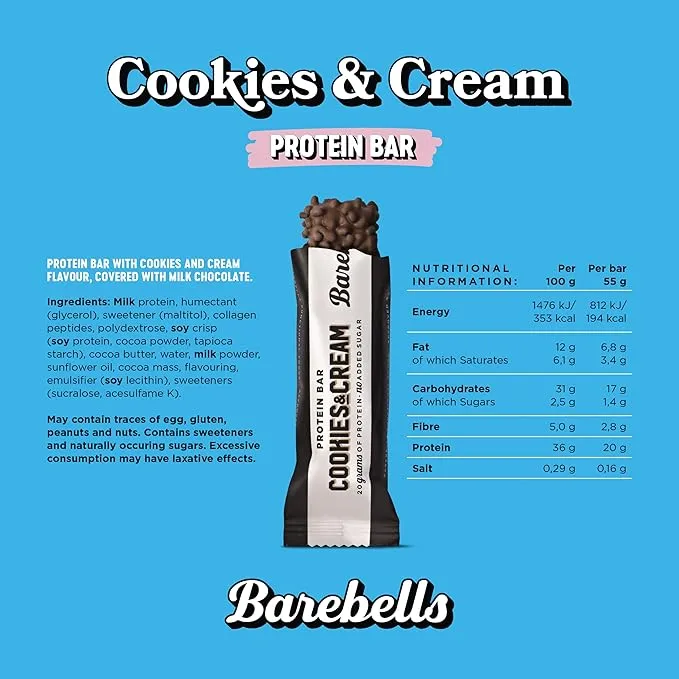 Cookies & Cream
PROTEIN BAR
PROTEIN BAR WITH COOKIES AND CREAM
FLAVOUR, COVERED WITH MILK CHOCOLATE.
Ingredients: Milk protein, humectant
(glycerol), sweetener (maltitol), collagen
peptides, polydextrose, soy crisp
(soy protein, cocoa powder, tapioca
starch), cocoa butter, water, milk powder,
sunflower oil, cocoa mass, flavouring,
emulsifier (soy lecithin), sweeteners
(sucralose, acesulfame K).
May contain traces of egg, gluten,
peanuts and nuts. Contains sweeteners
and naturally occuring sugars. Excessive
consumption may have laxative effects.
Bareb
PROTEIN BAR
COOKIES&CREAM
20 grams OF PROTEIN - no ADDED SUGAR
NUTRITIONAL INFORMATION: Per 100 g Per bar 55 g
Energy 1476 kJ/ 353 kcal 812 kJ/ 194 kcal
Fat 12 g 6,8 g
of which Saturates 6,1 g 3,4 g
Carbohydrates 31 g 17 g
of which Sugars 2,5 g 1,4 g
Fibre 5,0 g 2,8 g
Protein 36 g 20 g
Salt 0,29 g 0,16 g
Barebells